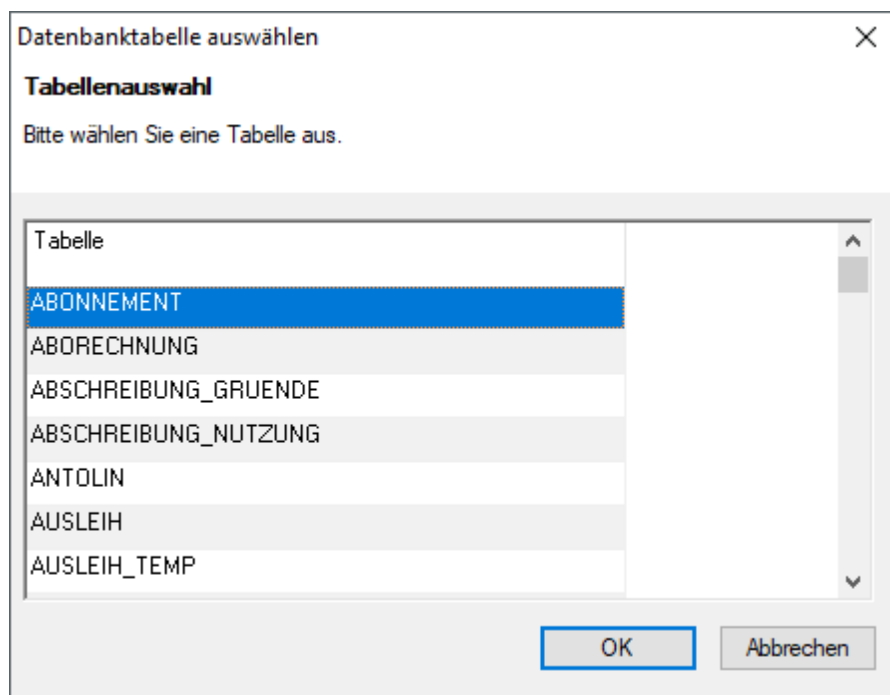 Datenbanktabelle auswählen
Tabellenauswahl
Bitte wählen Sie eine Tabelle aus.
Tabelle
ABONNEMENT
ABORECHNUNG
ABSCHREIBUNG_GRUENDE
ABSCHREIBUNG_NUTZUNG
ANTOLIN
AUSLEIH
AUSLEIH_TEMP
OK Abbrechen